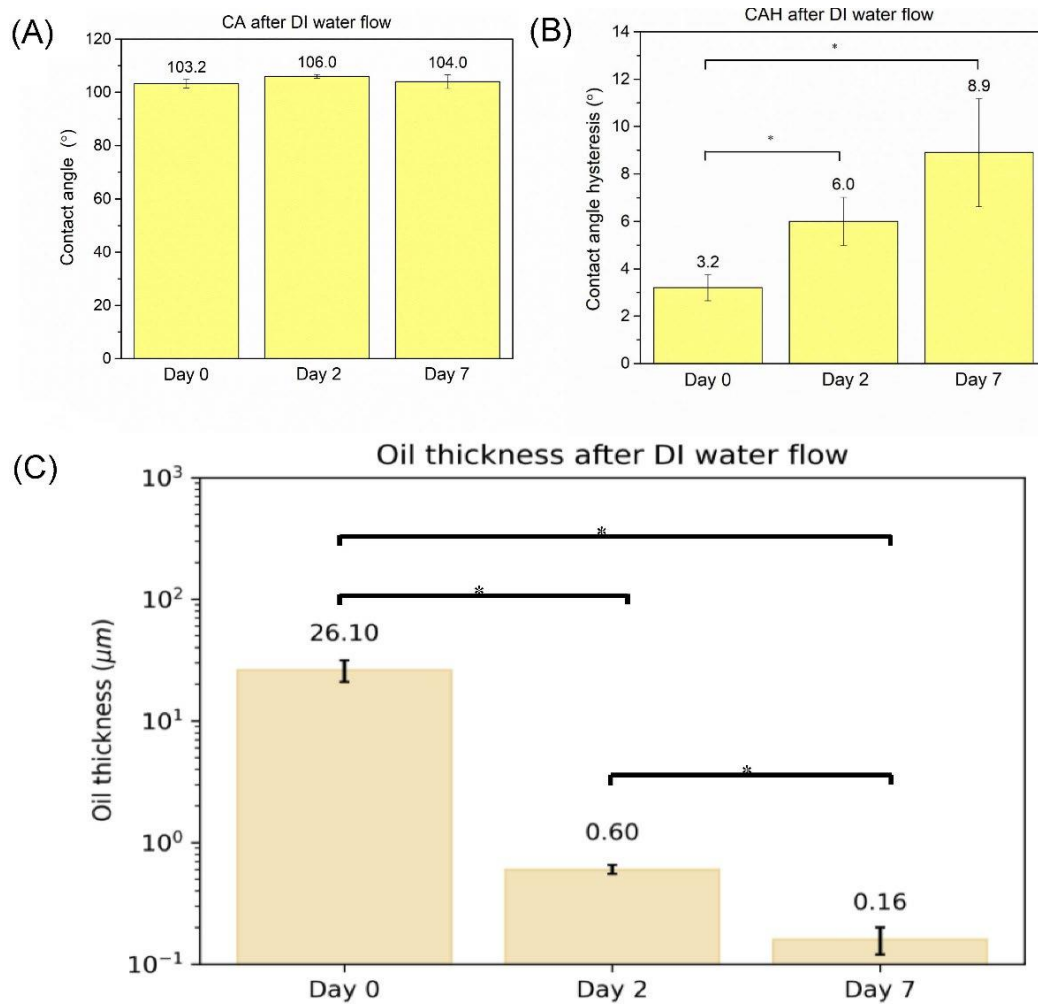 (A)
CA after DI water flow
Contact angle (°)
120
100
80
60
40
20
0
103.2
106.0
104.0
Day 0
Day 2
Day 7
(B)
CAH after DI water flow
Contact angle hysteresis (°)
14
12
10
8
6
4
2
0
*
*
3.2
6.0
8.9
Day 0
Day 2
Day 7
(C)
Oil thickness after DI water flow
Oil thickness (μm)
10³
10²
10¹
10⁰
10⁻¹
*
*
*
26.10
0.60
0.16
Day 0
Day 2
Day 7